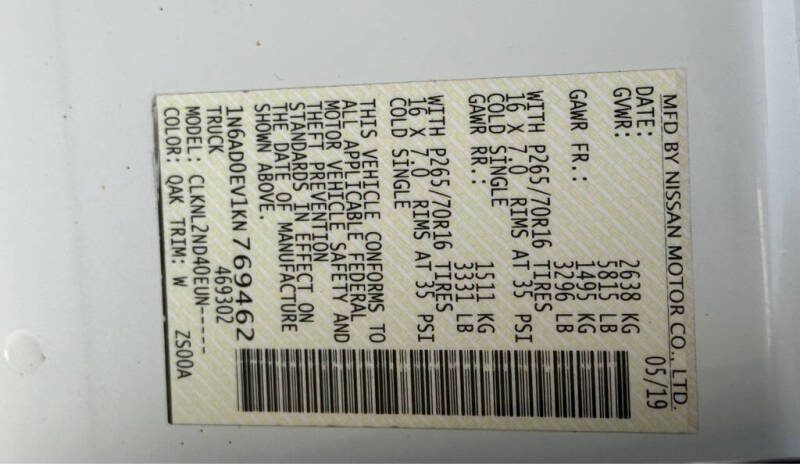 MFD BY NISSAN MOTOR CO., LTD.
DATE: 05/19
GVWR: 2638 KG
5815 LB
GAWR FR.: 1495 KG
3296 LB
WITH P265/70R16 TIRES
16 X 7.0 RIMS AT 35 PSI
COLD SINGLE
GAWR RR.: 1511 KG
3331 LB
WITH P265/70R16 TIRES
16 X 7.0 RIMS AT 35 PSI
COLD SINGLE
THIS VEHICLE CONFORMS TO
ALL APPLICABLE FEDERAL
MOTOR VEHICLE SAFETY AND
THEFT PREVENTION
STANDARDS IN EFFECT ON
THE DATE OF MANUFACTURE
SHOWN ABOVE.
1N6AD0EV1KN769462
TRUCK 469302
MODEL: CLKNL2ND40EUN-----
COLOR: QAK TRIM: W ZS00A